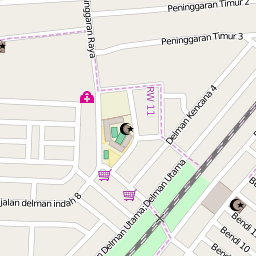 Peninggaran Timur 2
nggaran Raya
Peninggaran Timur 3
RW 11
Delman Kencana 4
jalan delman indah 8
Delman Utama
Delman Utama
Bendi 10
Bendi